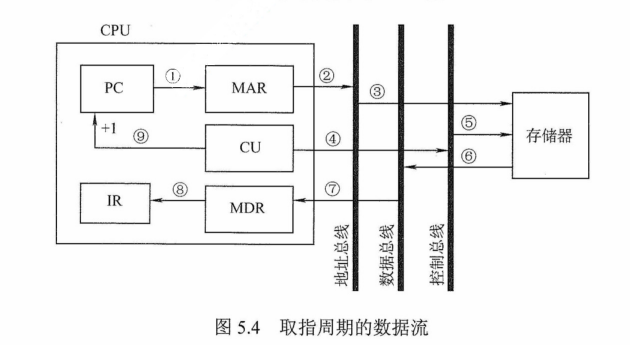 CPU
PC
①
MAR
②
③
+1
⑨
CU
④
⑤
存储器
⑥
IR
⑧
MDR
⑦
地址总线
数据总线
控制总线
图 5.4 取指周期的数据流